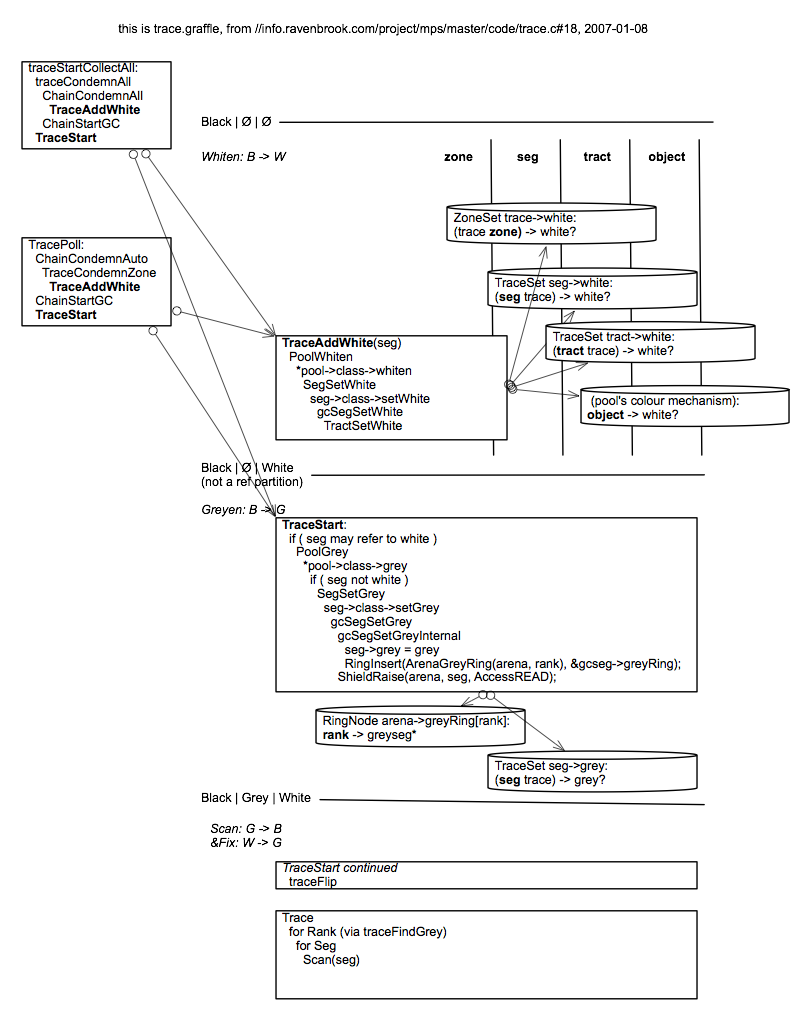 this is trace.graffle, from //info.ravenbrook.com/project/mps/master/code/trace.c#18, 2007-01-08
traceStartCollectAll:
traceCondemnAll
ChainCondemnAll
TraceAddWhite
ChainStartGC
TraceStart
Black | Ø | Ø
Whiten: B -> W
zone seg tract object
ZoneSet trace->white:
(trace zone) -> white?
TracePoll:
ChainCondemnAuto
TraceCondemnZone
TraceAddWhite
ChainStartGC
TraceStart
TraceSet seg->white:
(seg trace) -> white?
TraceSet tract->white:
(tract trace) -> white?
(pool's colour mechanism):
object -> white?
TraceAddWhite(seg)
PoolWhiten
*pool->class->whiten
SegSetWhite
seg->class->setWhite
gcSegSetWhite
TractSetWhite
Black | Ø | White
(not a ref partition)
Greyen: B -> G
TraceStart:
if ( seg may refer to white )
PoolGrey
*pool->class->grey
if ( seg not white )
SegSetGrey
seg->class->setGrey
gcSegSetGrey
gcSegSetGreyInternal
seg->grey = grey
RingInsert(ArenaGreyRing(arena, rank), &gcseg->greyRing);
ShieldRaise(arena, seg, AccessREAD);
RingNode arena->greyRing[rank]:
rank -> greyseg*
TraceSet seg->grey:
(seg trace) -> grey?
Black | Grey | White
Scan: G -> B
&Fix: W -> G
TraceStart continued
traceFlip
Trace
for Rank (via traceFindGrey)
for Seg
Scan(seg)